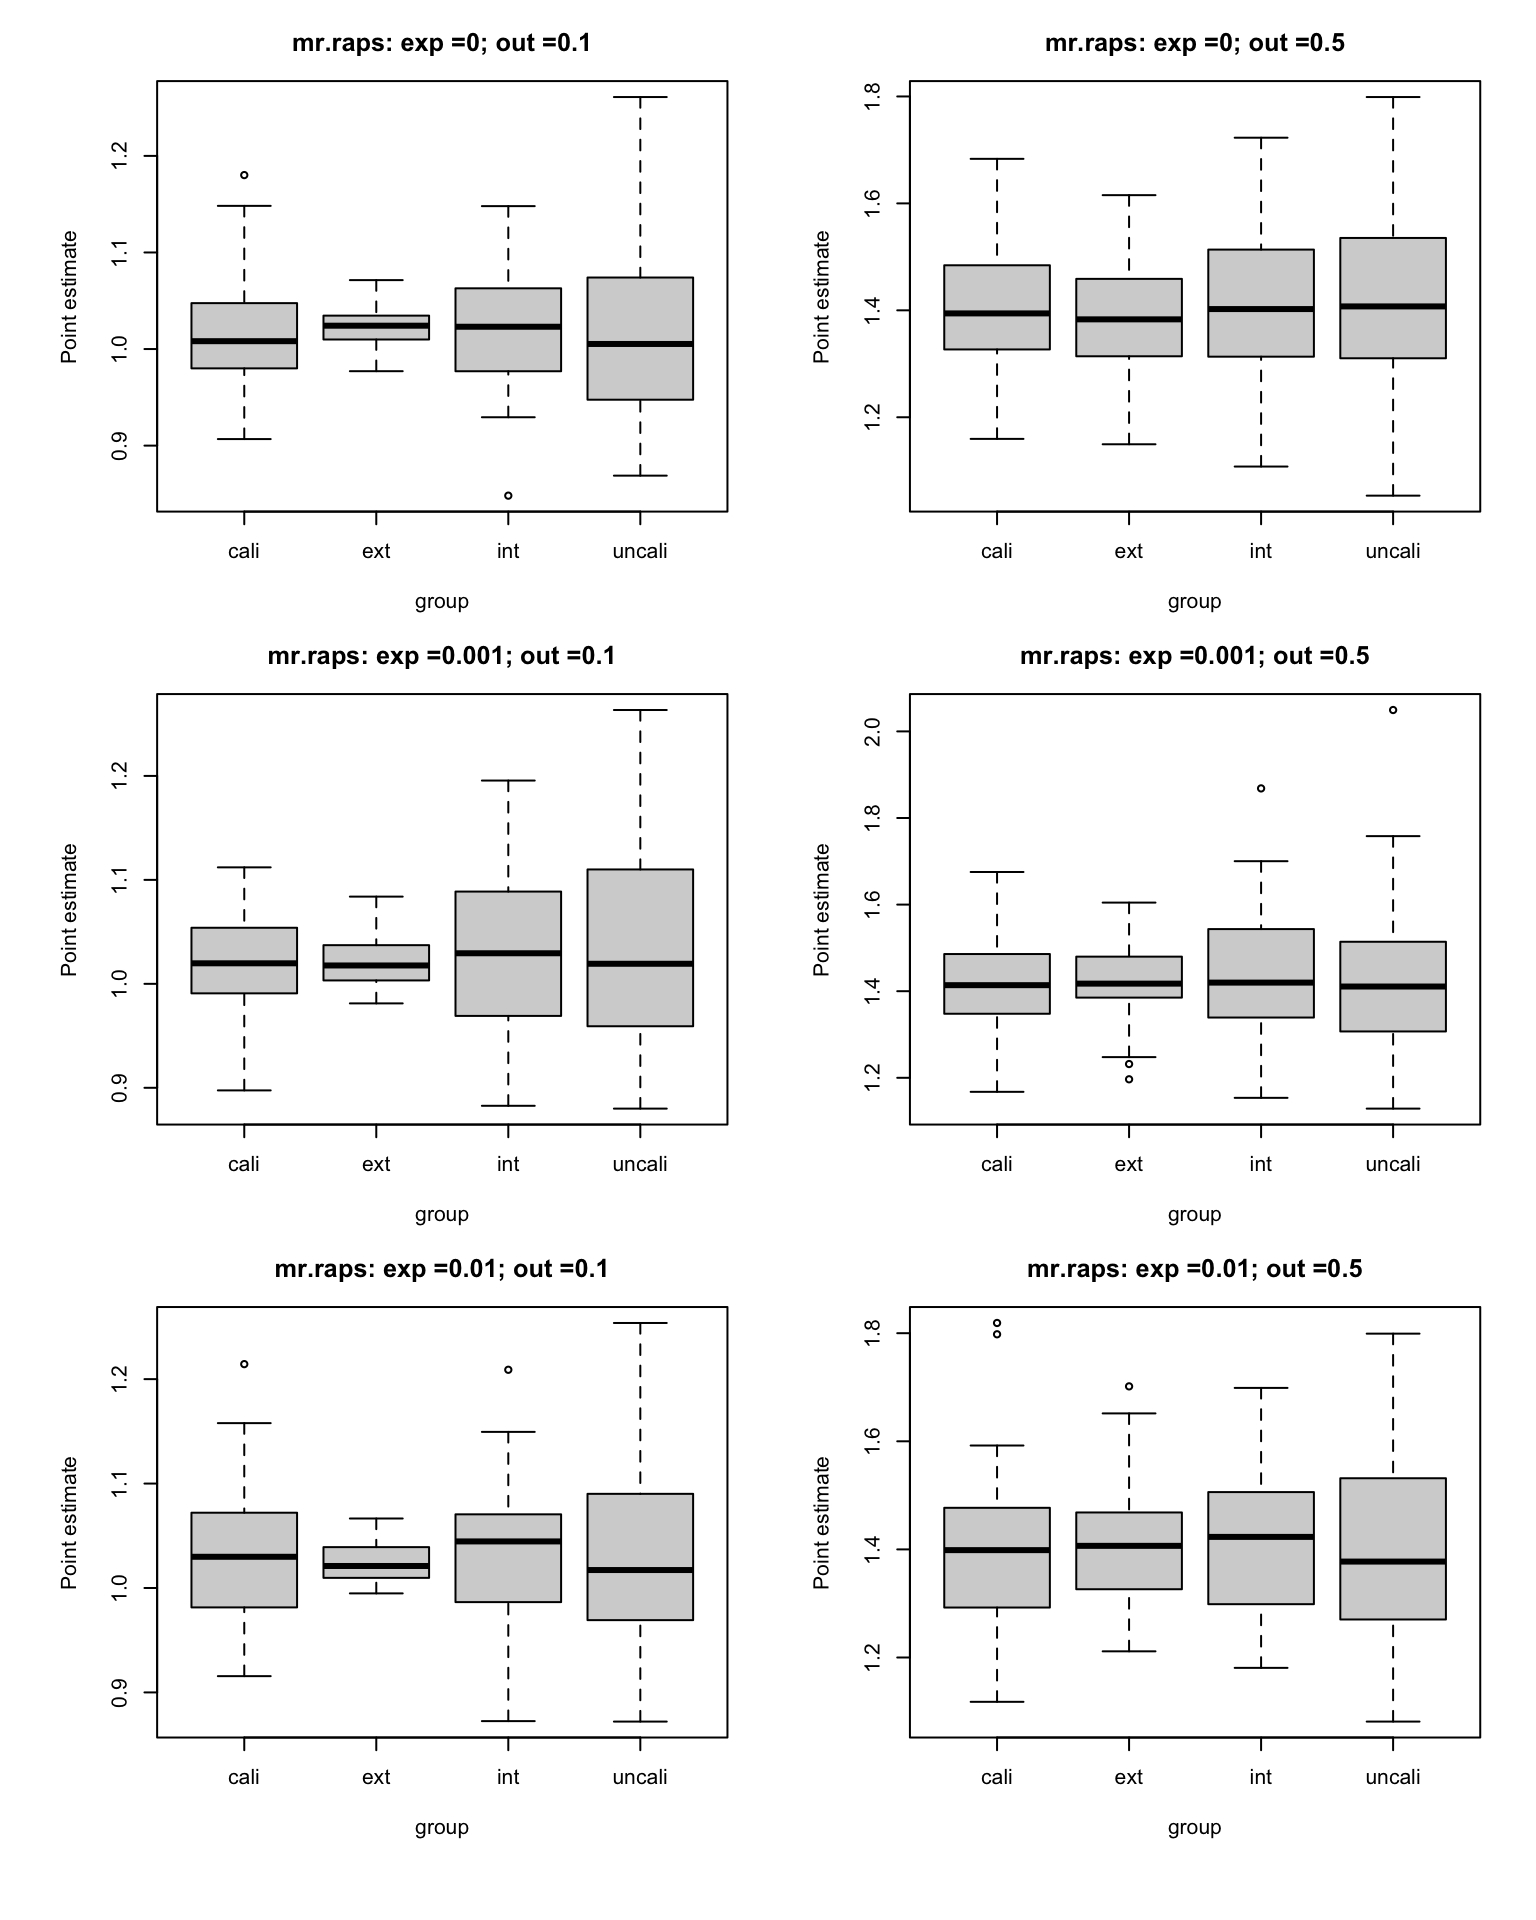 mr.raps: exp =0; out =0.1
Point estimate
1.2
1.1
1.0
0.9
cali ext int uncali
group
mr.raps: exp =0; out =0.5
Point estimate
1.8
1.6
1.4
1.2
cali ext int uncali
group
mr.raps: exp =0.001; out =0.1
Point estimate
1.2
1.1
1.0
0.9
cali ext int uncali
group
mr.raps: exp =0.001; out =0.5
Point estimate
2.0
1.8
1.6
1.4
1.2
cali ext int uncali
group
mr.raps: exp =0.01; out =0.1
Point estimate
1.2
1.1
1.0
0.9
cali ext int uncali
group
mr.raps: exp =0.01; out =0.5
Point estimate
1.8
1.6
1.4
1.2
cali ext int uncali
group